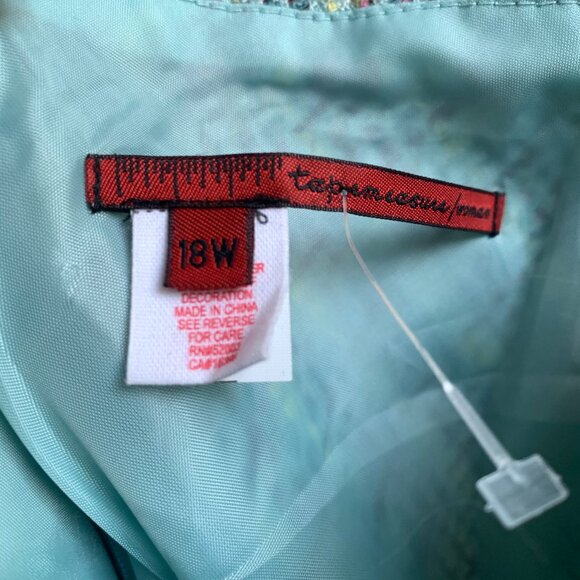 tapemeasure/woman
18W
DECORATION.
MADE IN CHINA
SEE REVERSE
FOR CARE